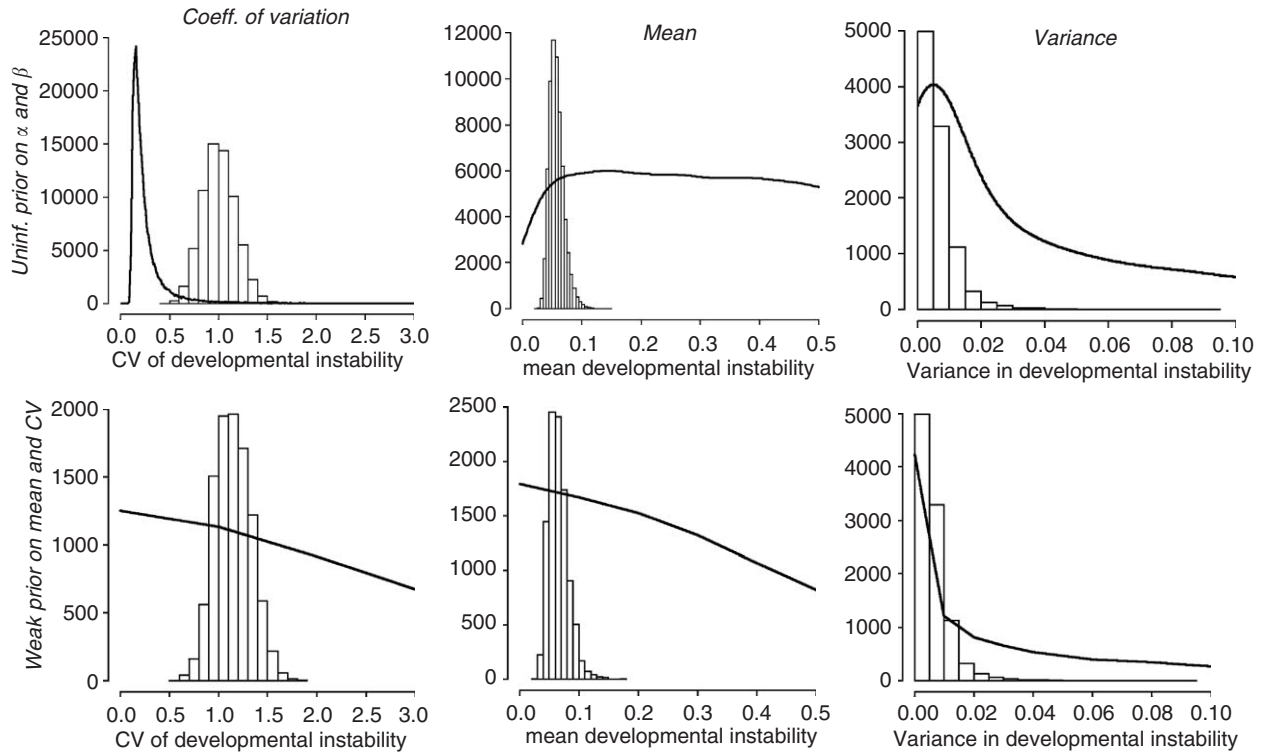 Coeff. of variation
Mean
Variance
Uninf. prior on α and β
25000
20000
15000
10000
5000
0
0.0 0.5 1.0 1.5 2.0 2.5 3.0
CV of developmental instability
12000
10000
8000
6000
4000
2000
0
0.0 0.1 0.2 0.3 0.4 0.5
mean developmental instability
5000
4000
3000
2000
1000
0
0.00 0.02 0.04 0.06 0.08 0.10
Variance in developmental instability
Weak prior on mean and CV
2000
1500
1000
500
0
0.0 0.5 1.0 1.5 2.0 2.5 3.0
CV of developmental instability
2500
2000
1500
1000
500
0
0.0 0.1 0.2 0.3 0.4 0.5
mean developmental instability
5000
4000
3000
2000
1000
0
0.00 0.02 0.04 0.06 0.08 0.10
Variance in developmental instability